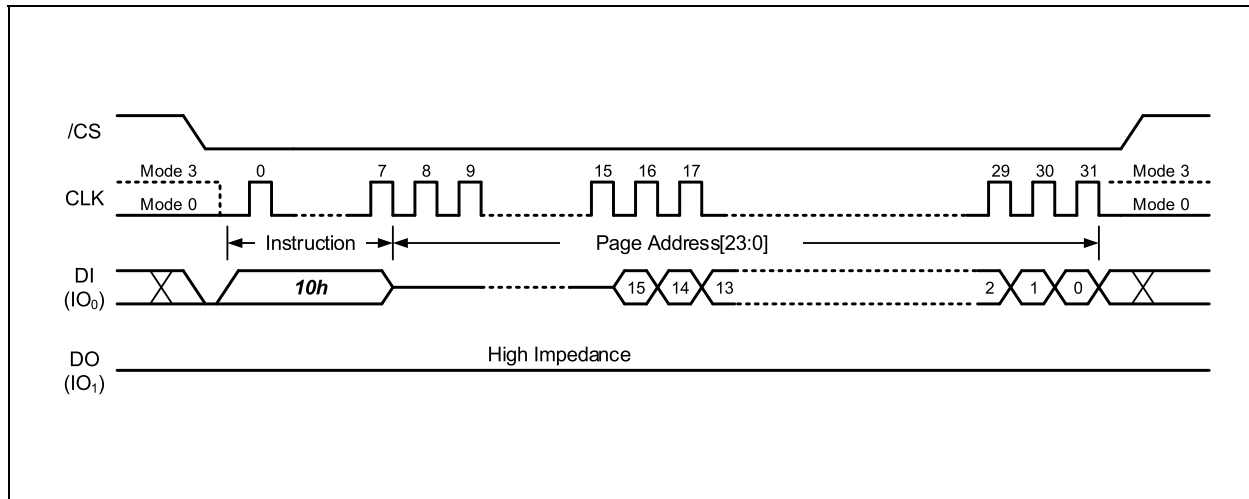 /CS
Mode 3 0 7 8 9 15 16 17 29 30 31 Mode 3
CLK
Mode 0 Mode 0
Instruction Page Address[23:0]
DI
(IO₀)
10h 15 14 13 2 1 0
High Impedance
DO
(IO₁)